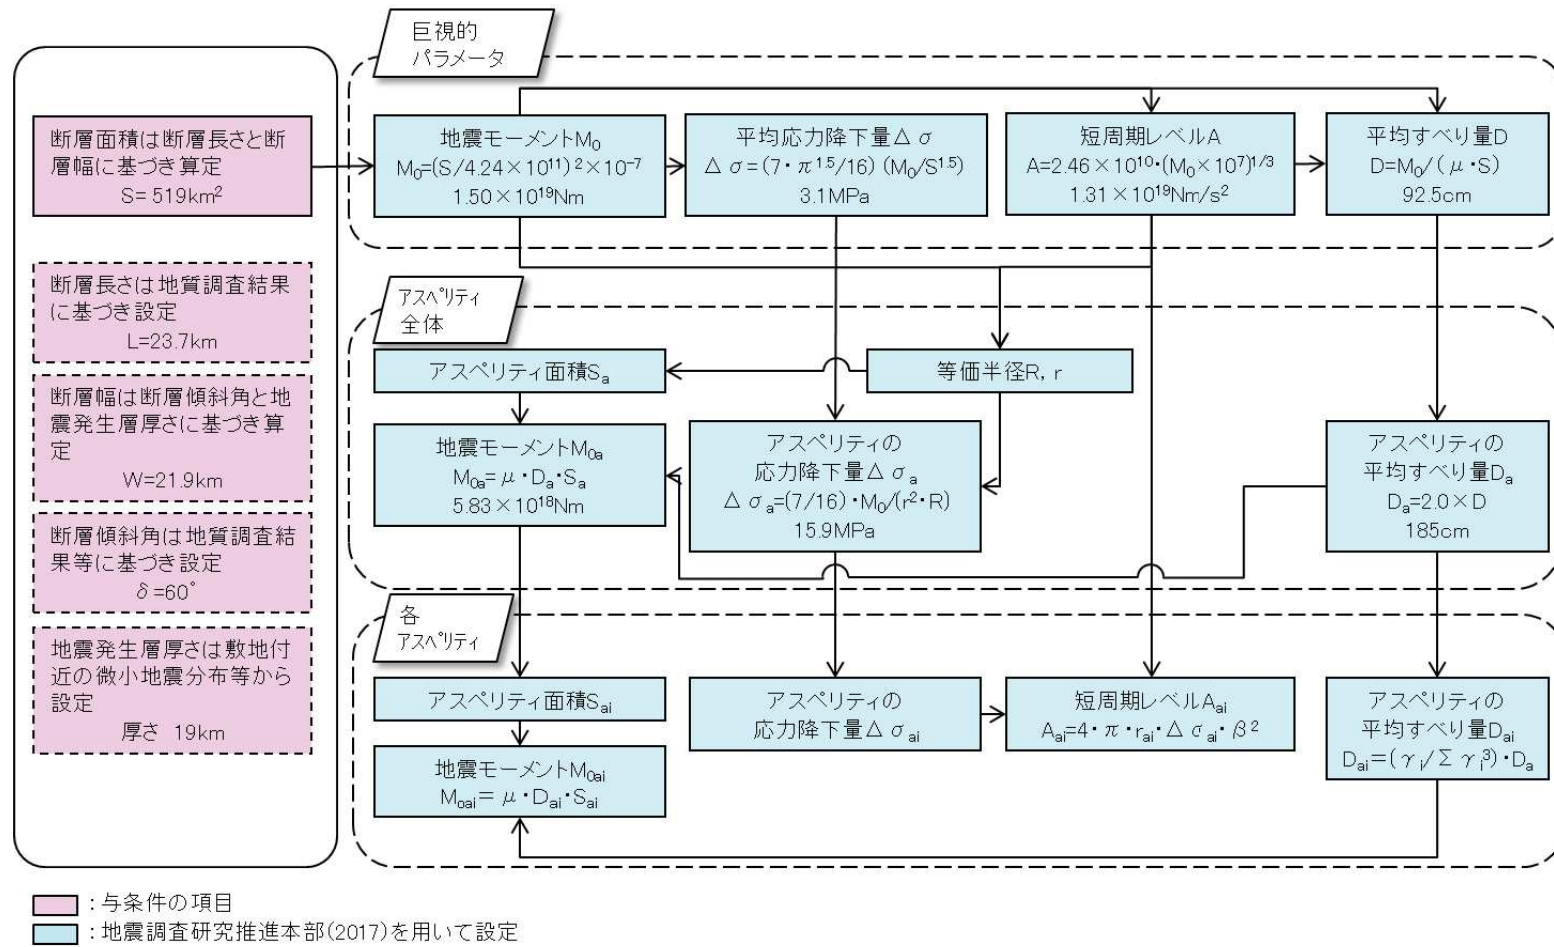 巨視的
パラメータ
断層面積は断層長さと断
層幅に基づき算定
S= 519km²
地震モーメントM₀
M₀=(S/4.24×10¹¹)²×10⁻⁷
1.50×10¹⁹Nm
平均応力降下量Δσ
Δσ=(7・π¹·⁵/16)(M₀/S¹·⁵)
3.1MPa
短周期レベルA
A=2.46×10¹⁰・(M₀×10⁷)¹/³
1.31×10¹⁹Nm/s²
平均すべり量D
D=M₀/(μ・S)
92.5cm
断層長さは地質調査結果
に基づき設定
L=23.7km
断層幅は断層傾斜角と地
震発生層厚さに基づき算
定
W=21.9km
断層傾斜角は地質調査結
果等に基づき設定
δ=60°
地震発生層厚さは敷地付
近の微小地震分布等から
設定
厚さ 19km
アスペリティ
全体
アスペリティ面積Sₐ
等価半径R, r
地震モーメントM₀ₐ
M₀ₐ=μ・Dₐ・Sₐ
5.83×10¹⁸Nm
アスペリティの
応力降下量Δσₐ
Δσₐ=(7/16)・M₀/(r²・R)
15.9MPa
アスペリティの
平均すべり量Dₐ
Dₐ=2.0×D
185cm
各
アスペリティ
アスペリティ面積Sₐᵢ
地震モーメントM₀ₐᵢ
Mₒₐᵢ=μ・Dₐᵢ・Sₐᵢ
アスペリティの
応力降下量Δσₐᵢ
短周期レベルAₐᵢ
Aₐᵢ=4・π・rₐᵢ・Δσₐᵢ・β²
アスペリティの
平均すべり量Dₐᵢ
Dₐᵢ=(γᵢ/Σγᵢ³)・Dₐ
:与条件の項目
:地震調査研究推進本部(2017)を用いて設定